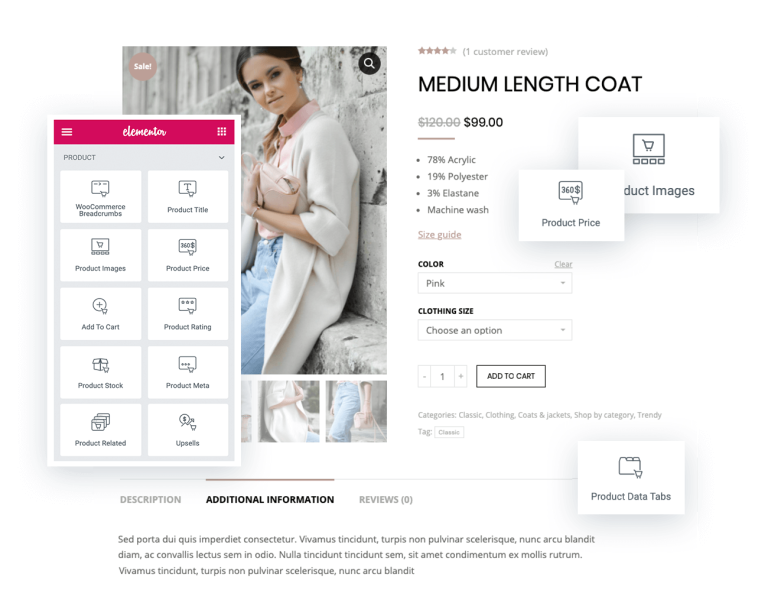 Sale!
(1 customer review)
MEDIUM LENGTH COAT
$120.00 $99.00
78% Acrylic
19% Polyester
3% Elastane
Machine wash
Size guide
COLOR Clear
Pink
CLOTHING SIZE
Choose an option
- 1 + ADD TO CART
Categories: Classic, Clothing, Coats & jackets, Shop by category, Trendy
Tag: Classic
elementor
PRODUCT
WooCommerce
Breadcrumbs
Product Title
Product Images
Product Price
Add To Cart
Product Rating
Product Stock
Product Meta
Product Related
Upsells
360$
360$
Product Price
duct Images
Product Data Tabs
DESCRIPTION ADDITIONAL INFORMATION REVIEWS (0)
Sed porta dui quis imperdiet consectetur. Vivamus tincidunt, turpis non pulvinar scelerisque, nunc arcu blandit
diam, ac convallis lectus sem in odio. Nulla tincidunt tincidunt sem, sit amet condimentum ex mollis rutrum.
Vivamus tincidunt, turpis non pulvinar scelerisque, nunc arcu blandit